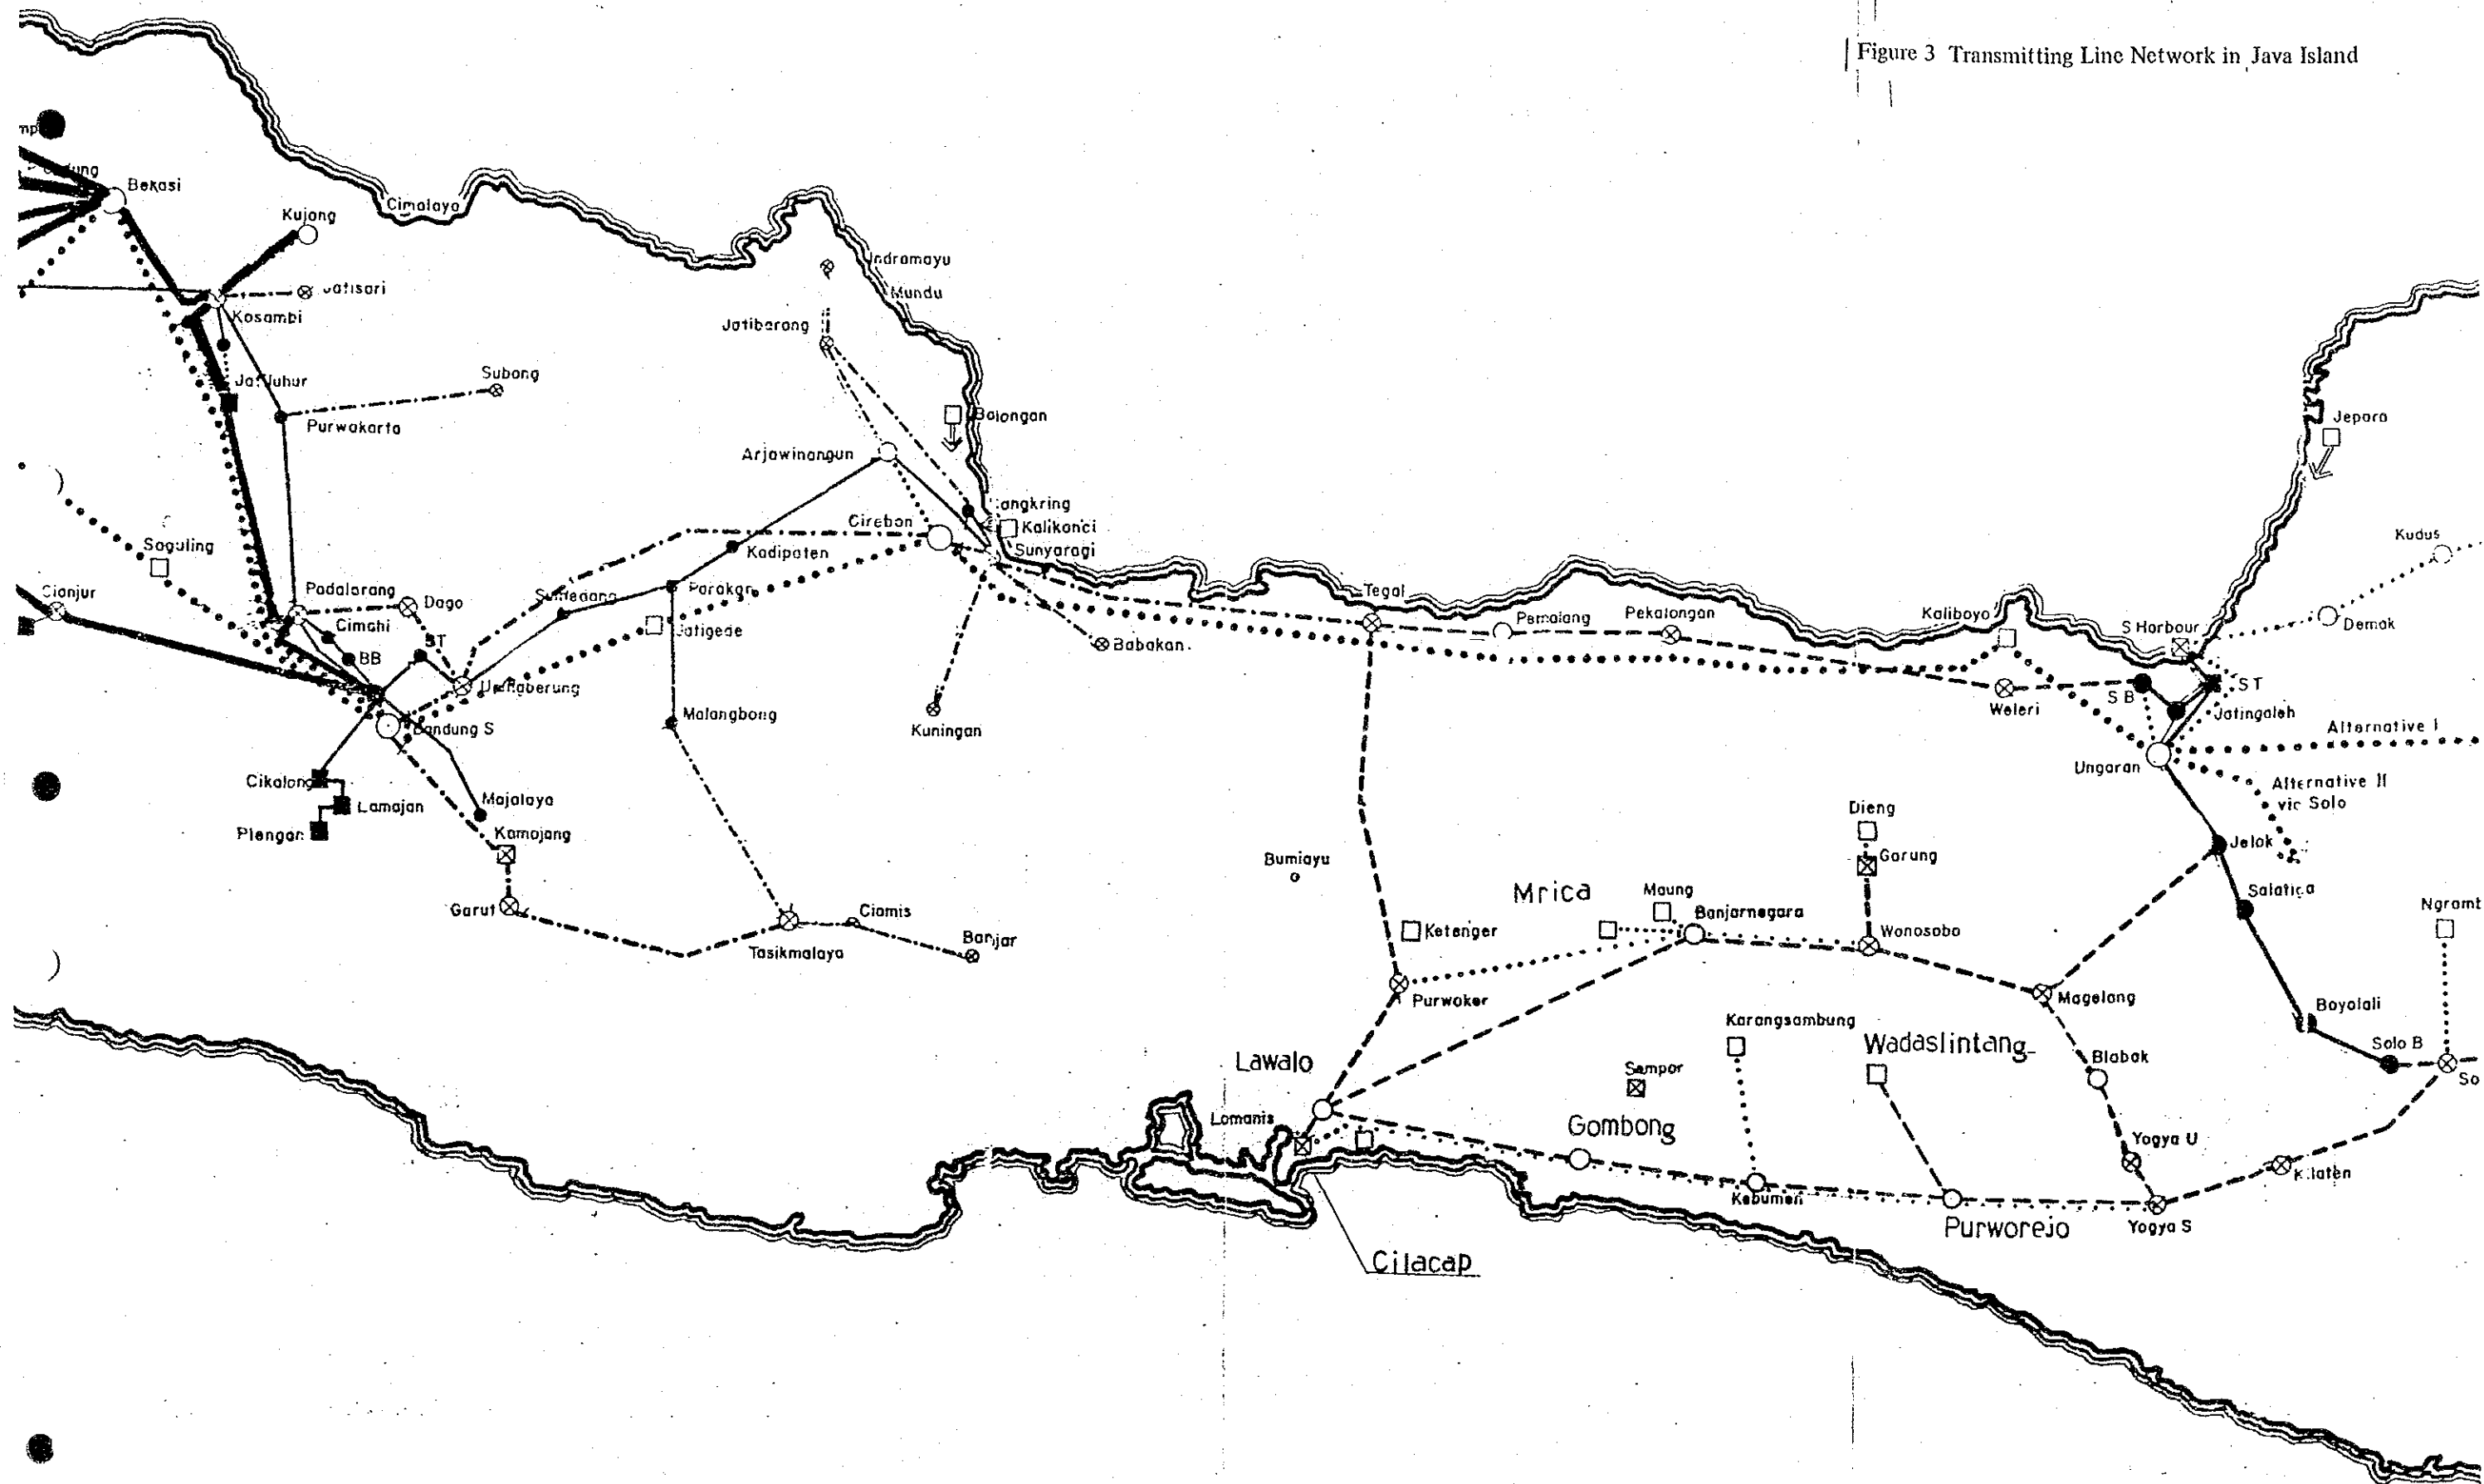 Figure 3 Transmitting Line Network in Java Island
Bekasi
Cimalaya
Kujang
Kosambi
Indramayu
Mundu
Jatibarang
Subang
Purwakarta
Balongan
Arjawinangun
Jepara
Cirebon
Kalikonci
Sunyaragi
Kadipaten
Saguling
Cianjur
Padalarang
Dago
Cimahi
BB
Parakan
Tegal
Pemalang
Pekalongan
Kaliboyo
S Harbour
Kudus
Demak
Babakan.
Malangbong
Kuningan
Bandung S
Weleri
S B
S T
Jatingaleh
Alternative I
Ungaran
Alternative II
via Solo
Cikalong
Lamajan
Plengan
Majalaya
Kamojang
Garut
Tasikmalaya
Ciamis
Banjar
Bumiayu
Ketenger
Mrica
Maung
Banjarnegara
Dieng
Garung
Wonosobo
Jelok
Salatiga
Ngramb
Purwoker
Magelang
Boyolali
Solo B
So
Karangsambung
Wadaslintang
Blabak
Lawalo
Sempor
Lomanis
Gombong
Kebumen
Yogya U
Klaten
Purworejo
Yogya S
Cilacap